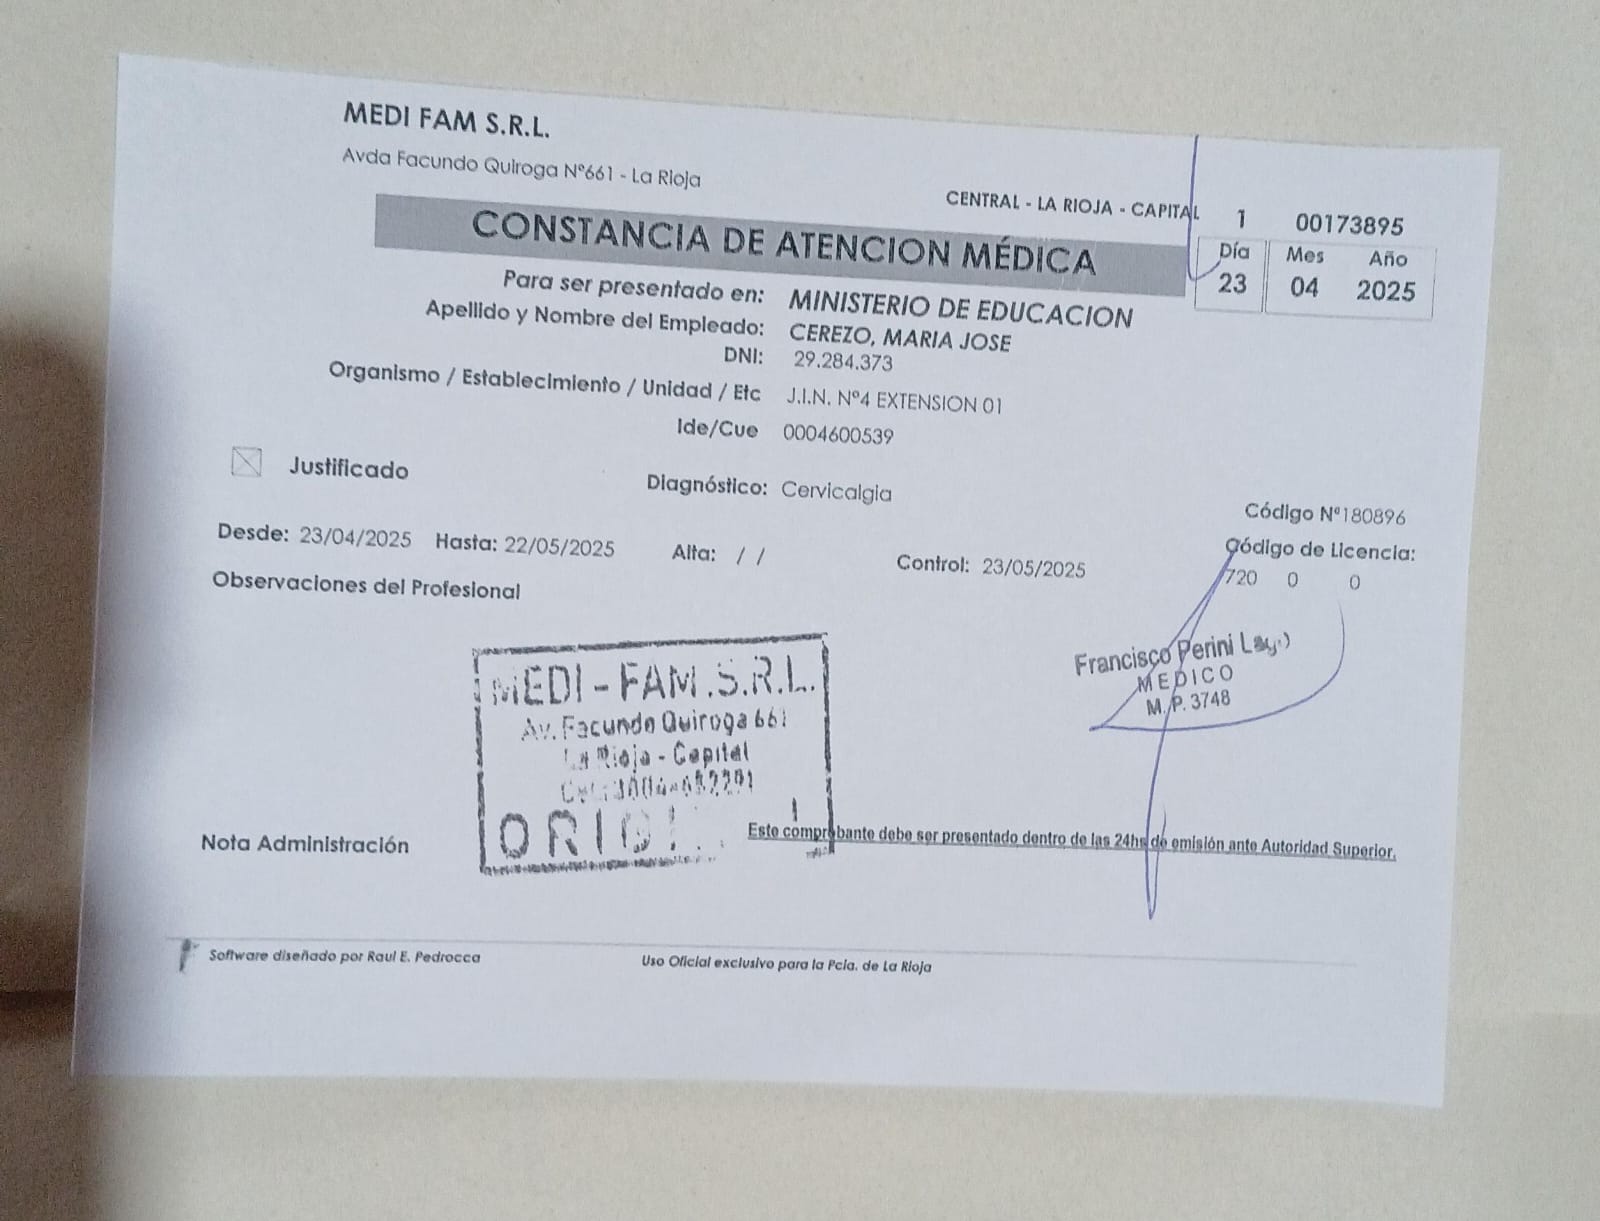 MEDI FAM S.R.L.
Avda Facundo Quiroga Nº661 - La Rioja
CENTRAL - LA RIOJA - CAPITAL 1 00173895
CONSTANCIA DE ATENCION MÉDICA
Día Mes Año
23 04 2025
Para ser presentado en: MINISTERIO DE EDUCACION
Apellido y Nombre del Empleado: CEREZO, MARIA JOSE
DNI: 29.284.373
Organismo / Establecimiento / Unidad / Etc J.I.N. Nº4 EXTENSION 01
Ide/Cue 0004600539
Justificado
Diagnóstico: Cervicalgia
Código Nº180896
Desde: 23/04/2025 Hasta: 22/05/2025 Alta: / / Control: 23/05/2025
Código de Licencia:
720 0 0
Observaciones del Profesional
Francisco Perini
MEDICO
M.P. 3748
MEDI-FAM.S.R.L.
Av. Facundo Quiroga 661
La Rioja - Capital
Nota Administración
Este comprobante debe ser presentado dentro de las 24hs de emisión ante Autoridad Superior.
Software diseñado por Raul E. Pedrocca
Uso Oficial exclusivo para la Pcia. de La Rioja